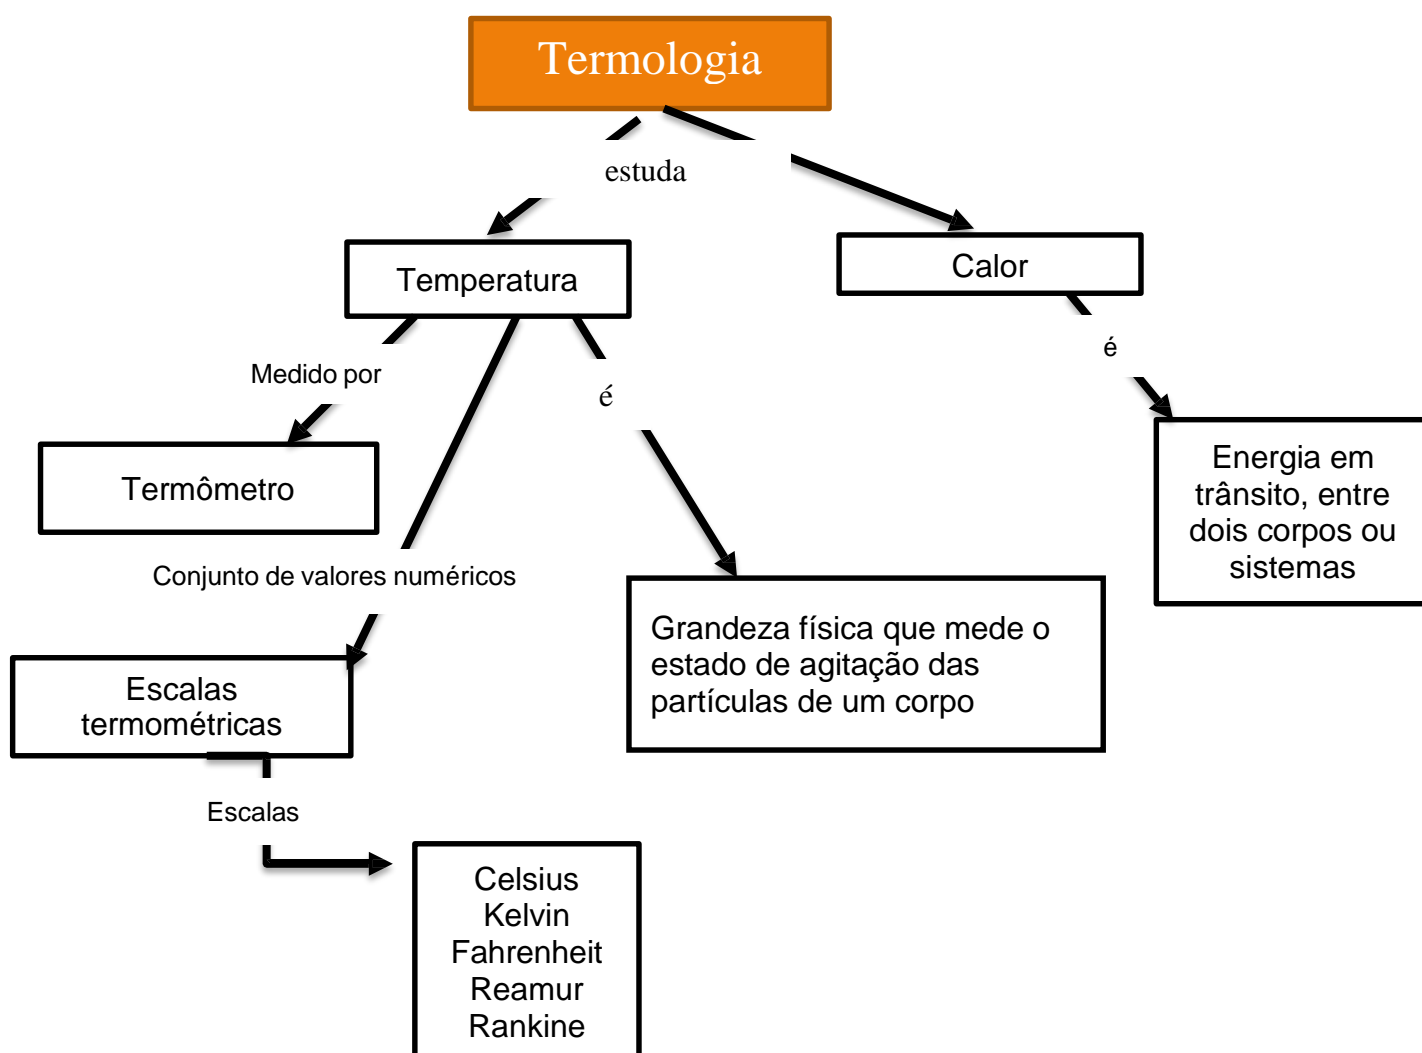 Termologia
estuda
Temperatura
Calor
Medido por
é
é
Termômetro
Energia em
trânsito, entre
dois corpos ou
sistemas
Conjunto de valores numéricos
Grandeza física que mede o
estado de agitação das
partículas de um corpo
Escalas
termométricas
Escalas
Celsius
Kelvin
Fahrenheit
Reamur
Rankine